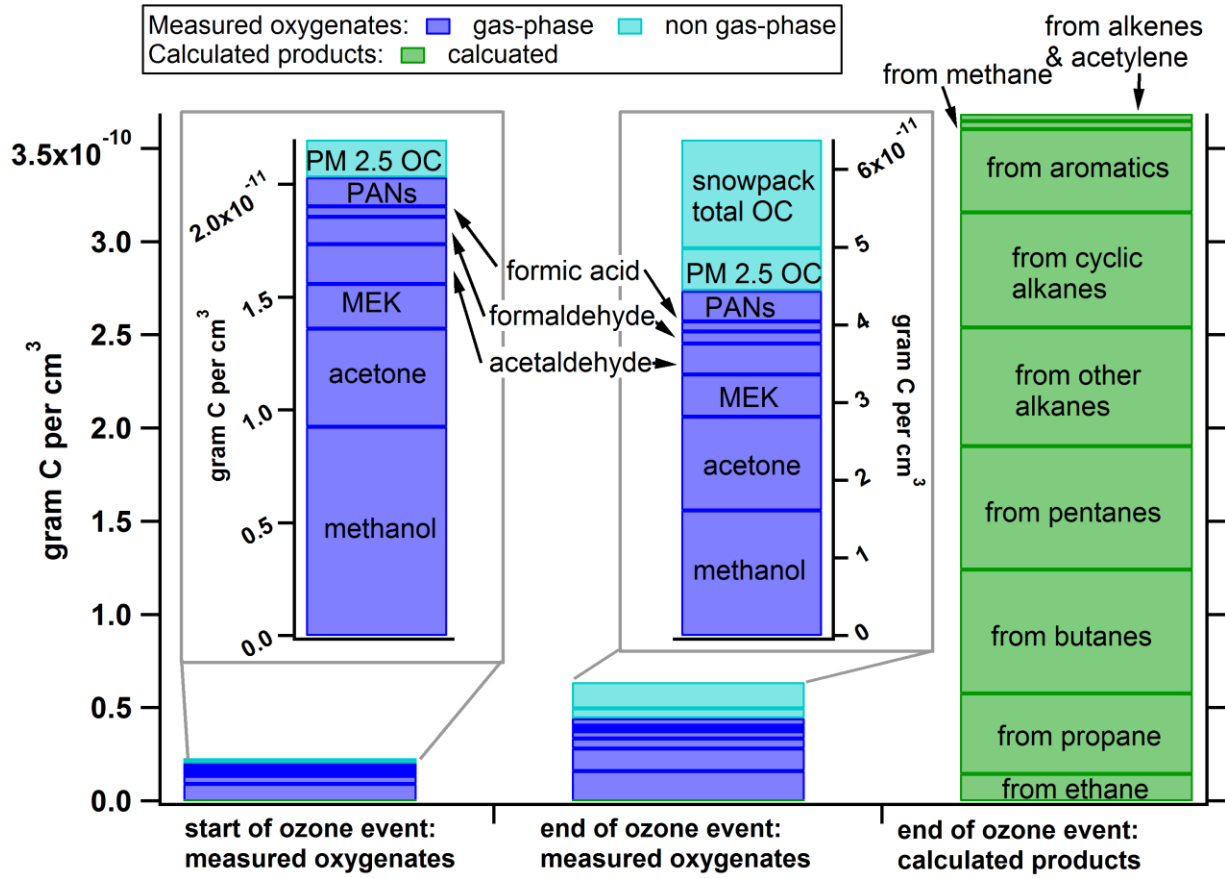 Measured oxygenates: gas-phase non gas-phase
Calculated products: calcuated
from alkenes
& acetylene
from methane
3.5x10⁻¹⁰
3.0
2.5
2.0
1.5
1.0
0.5
0.0
gram C per cm³
2.0x10⁻¹¹
1.5
1.0
0.5
0.0
gram C per cm³
PM 2.5 OC
PANs
MEK
acetone
methanol
formic acid
formaldehyde
acetaldehyde
snowpack
total OC
PM 2.5 OC
PANs
MEK
acetone
methanol
6x10⁻¹¹
5
4
3
2
1
0
gram C per cm³
from aromatics
from cyclic
alkanes
from other
alkanes
from pentanes
from butanes
from propane
from ethane
start of ozone event:
measured oxygenates
end of ozone event:
measured oxygenates
end of ozone event:
calculated products